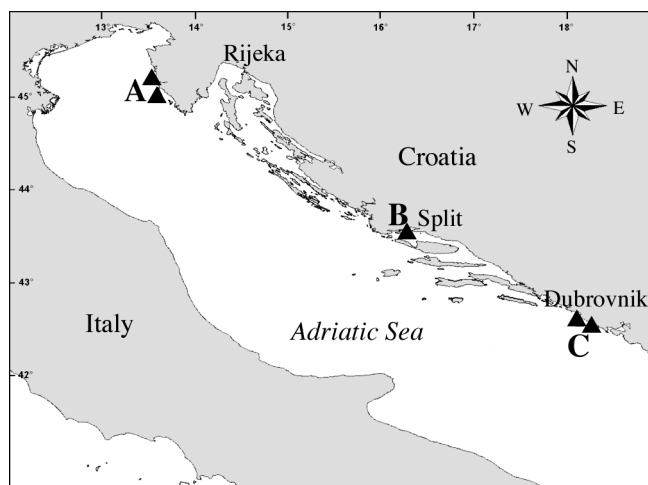 13° 14° 15° 16° 17° 18°
Rijeka
N
45° A
W E
S
Croatia
44°
B Split
43°
Dubrovnik
Italy
Adriatic Sea
C
42°